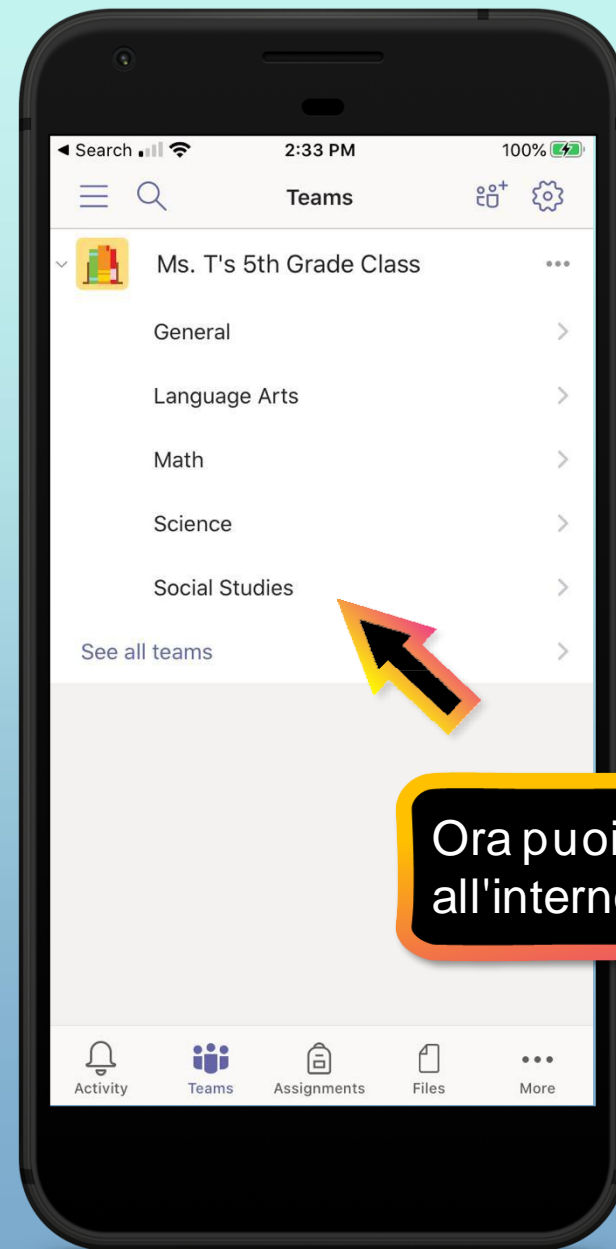 Search 2:33 PM 100%
Teams
Ms. T's 5th Grade Class
General
Language Arts
Math
Science
Social Studies
See all teams
Ora puoi
all'intern
Activity Teams Assignments Files More